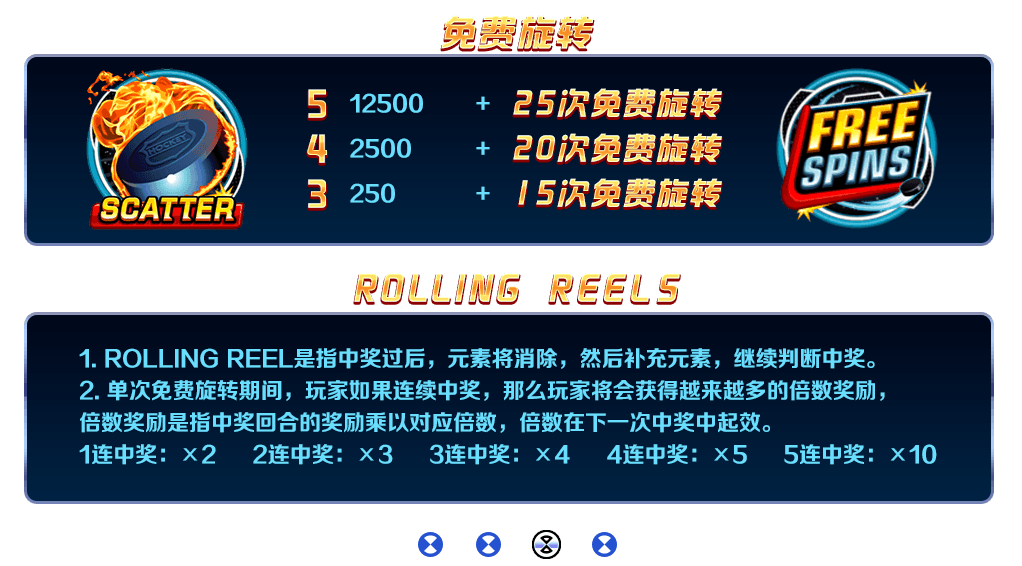 免费旋转
5 12500 + 25次免费旋转
4 2500 + 20次免费旋转
3 250 + 15次免费旋转
HOCKEY
SCATTER
FREE
SPINS
ROLLING REELS
1. ROLLING REEL是指中奖过后，元素将消除，然后补充元素，继续判断中奖。
2. 单次免费旋转期间，玩家如果连续中奖，那么玩家将会获得越来越多的倍数奖励，
倍数奖励是指中奖回合的奖励乘以对应倍数，倍数在下一次中奖中起效。
1连中奖：×2 2连中奖：×3 3连中奖：×4 4连中奖：×5 5连中奖：×10